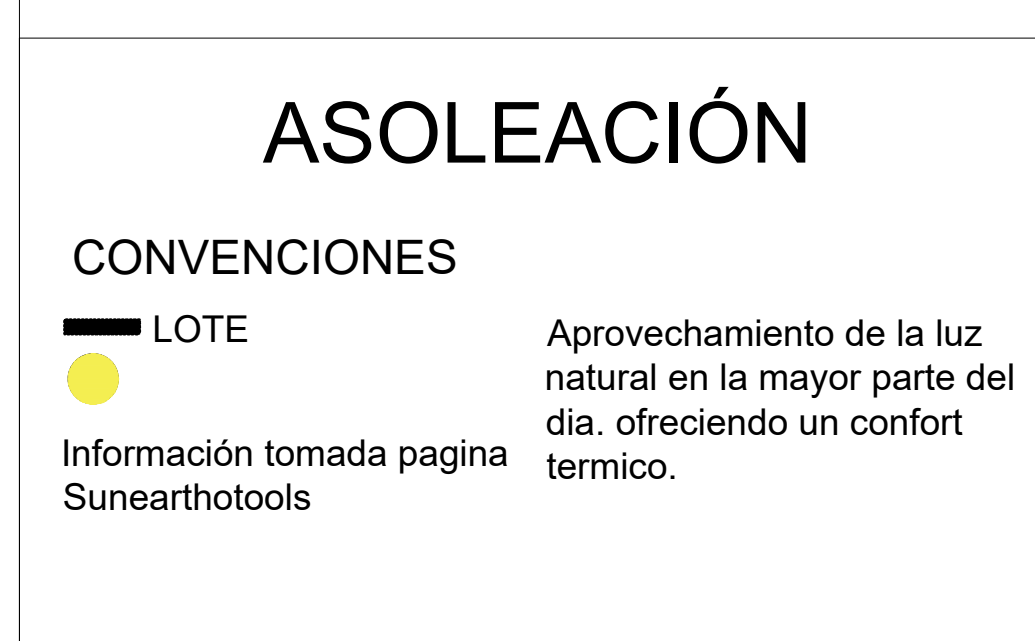 ASOLEACIÓN
CONVENCIONES
LOTE
Información tomada pagina
Sunearthotools
Aprovechamiento de la luz
natural en la mayor parte del
dia. ofreciendo un confort
termico.